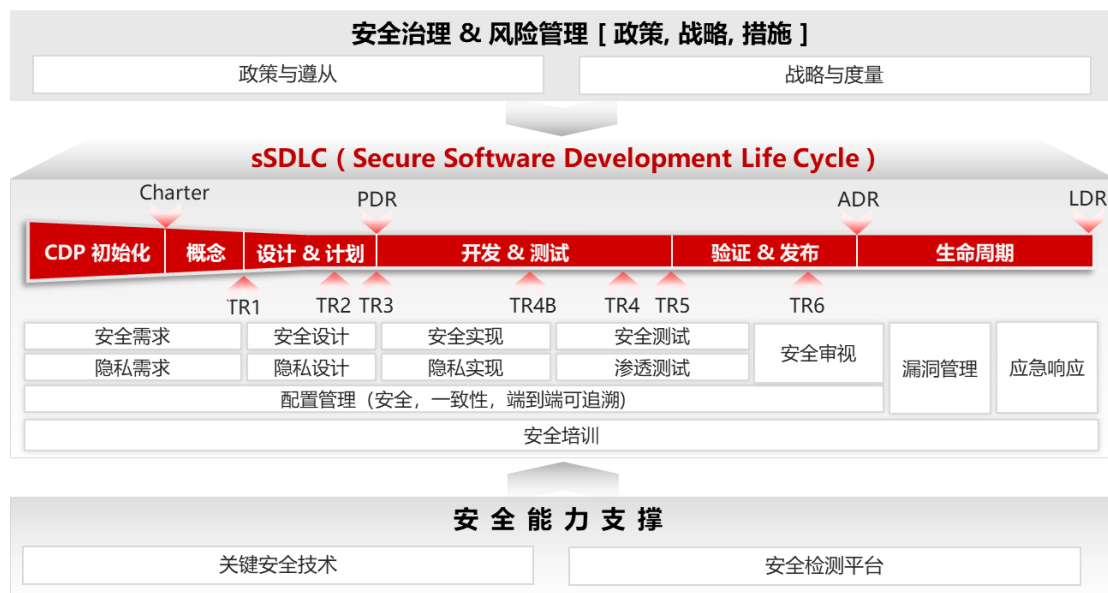 安全治理 & 风险管理 [ 政策, 战略, 措施 ]
政策与遵从
战略与度量
sSDLC ( Secure Software Development Life Cycle )
Charter
PDR
ADR
LDR
CDP 初始化
概念
设计 & 计划
开发 & 测试
验证 & 发布
生命周期
TR1
TR2
TR3
TR4B
TR4
TR5
TR6
安全需求
安全设计
安全实现
安全测试
安全审视
漏洞管理
应急响应
隐私需求
隐私设计
隐私实现
渗透测试
配置管理（安全，一致性，端到端可追溯)
安全培训
安 全 能 力 支 撑
关键安全技术
安全检测平台